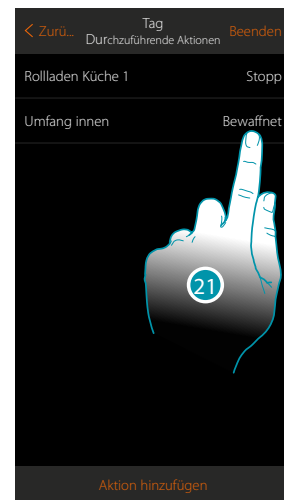 Tag
< Zurü... Durchzuführende Aktionen Beenden
Rollladen Küche 1 Stopp
Umfang innen Bewaffnet
21
Aktion hinzufügen